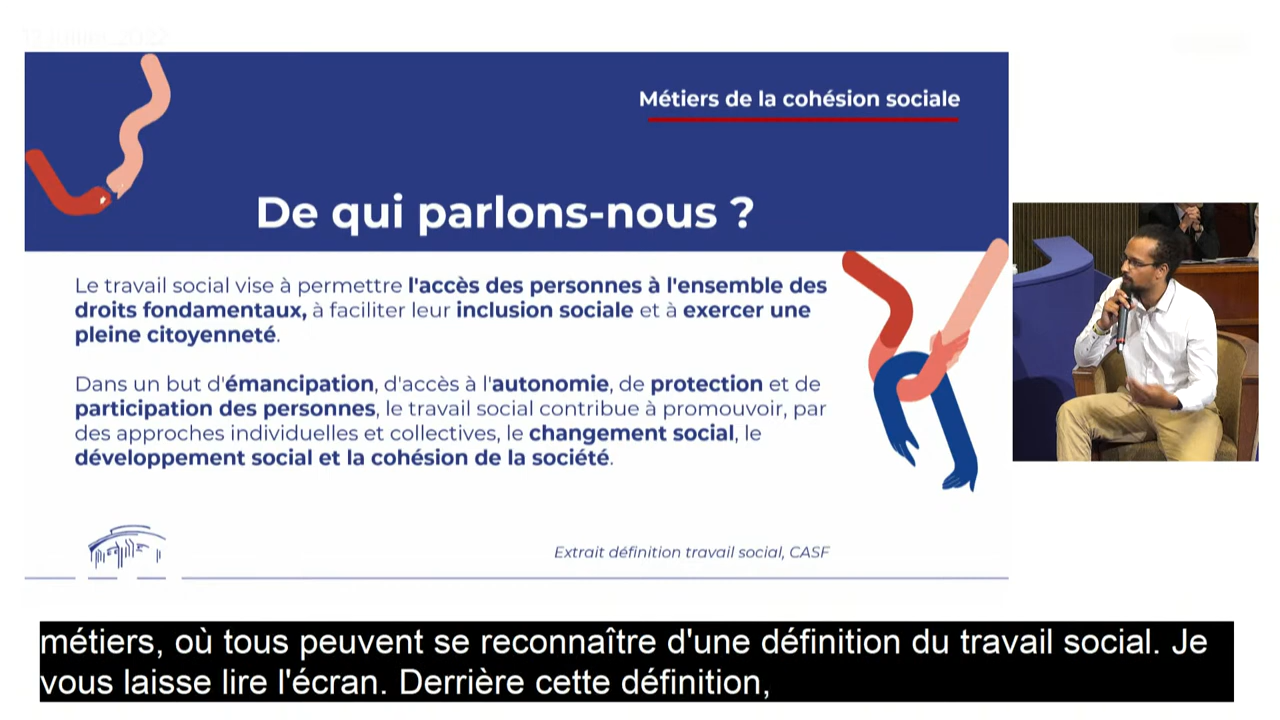 Métiers de la cohésion sociale
De qui parlons-nous ?
Le travail social vise à permettre l'accès des personnes à l'ensemble des
droits fondamentaux, à faciliter leur inclusion sociale et à exercer une
pleine citoyenneté.
Dans un but d'émancipation, d'accès à l'autonomie, de protection et de
participation des personnes, le travail social contribue à promouvoir, par
des approches individuelles et collectives, le changement social, le
développement social et la cohésion de la société.
Extrait définition travail social, CASF
métiers, où tous peuvent se reconnaître d'une définition du travail social. Je
vous laisse lire l'écran. Derrière cette définition,